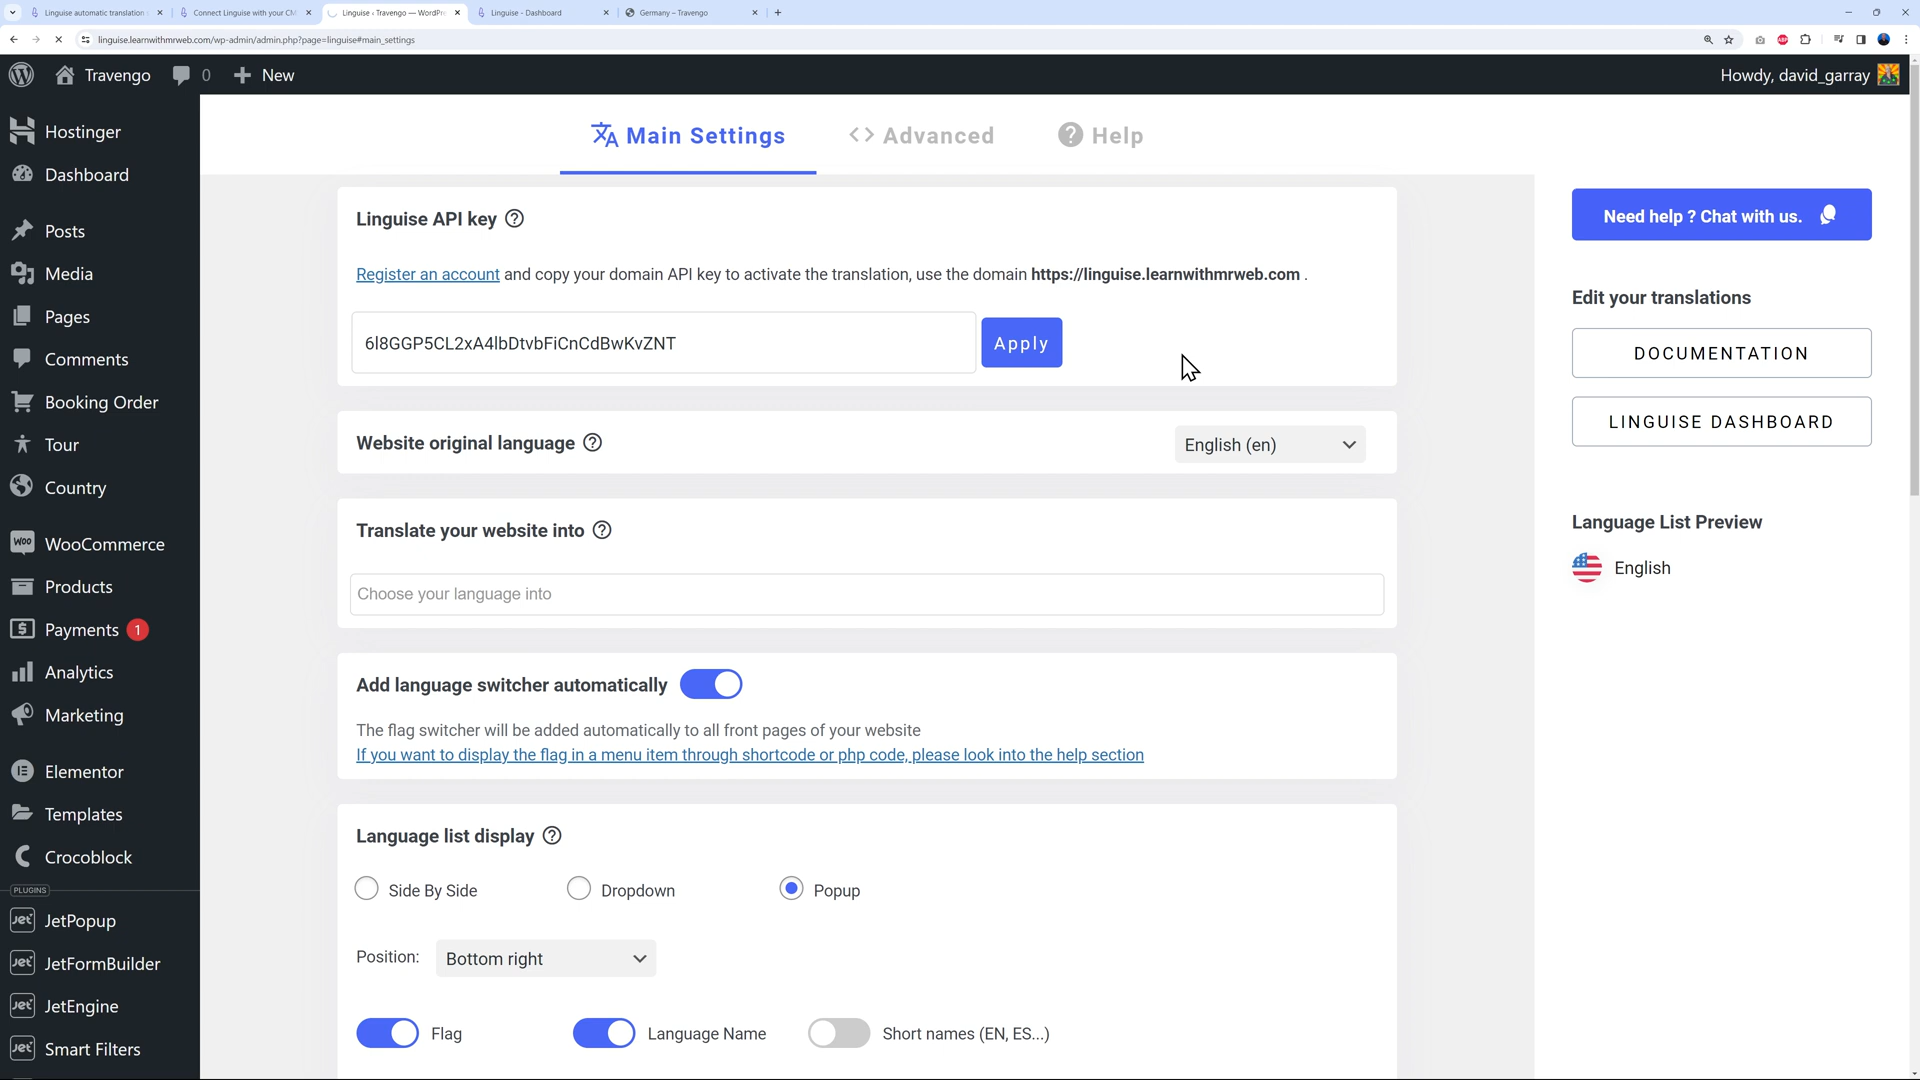 Linguise automatic translation
Connect Linguise with your CM
Linguise ‹ Travengo — WordPre
Linguise - Dashboard
Germany – Travengo
linguise.learnwithmrweb.com/wp-admin/admin.php?page=linguise#main_settings
Travengo
0
New
Howdy, david_garray
Hostinger
Dashboard
Posts
Media
Pages
Comments
Booking Order
Tour
Country
WooCommerce
Products
Payments 1
Analytics
Marketing
Elementor
Templates
Crocoblock
PLUGINS
JetPopup
JetFormBuilder
JetEngine
Smart Filters
Main Settings
Advanced
Help
Linguise API key
Register an account and copy your domain API key to activate the translation, use the domain https://linguise.learnwithmrweb.com .
6l8GGP5CL2xA4lbDtvbFiCnCdBwKvZNT
Apply
Website original language
English (en)
Translate your website into
Choose your language into
Add language switcher automatically
The flag switcher will be added automatically to all front pages of your website
If you want to display the flag in a menu item through shortcode or php code, please look into the help section
Language list display
Side By Side
Dropdown
Popup
Position:
Bottom right
Flag
Language Name
Short names (EN, ES...)
Need help ? Chat with us.
Edit your translations
DOCUMENTATION
LINGUISE DASHBOARD
Language List Preview
English